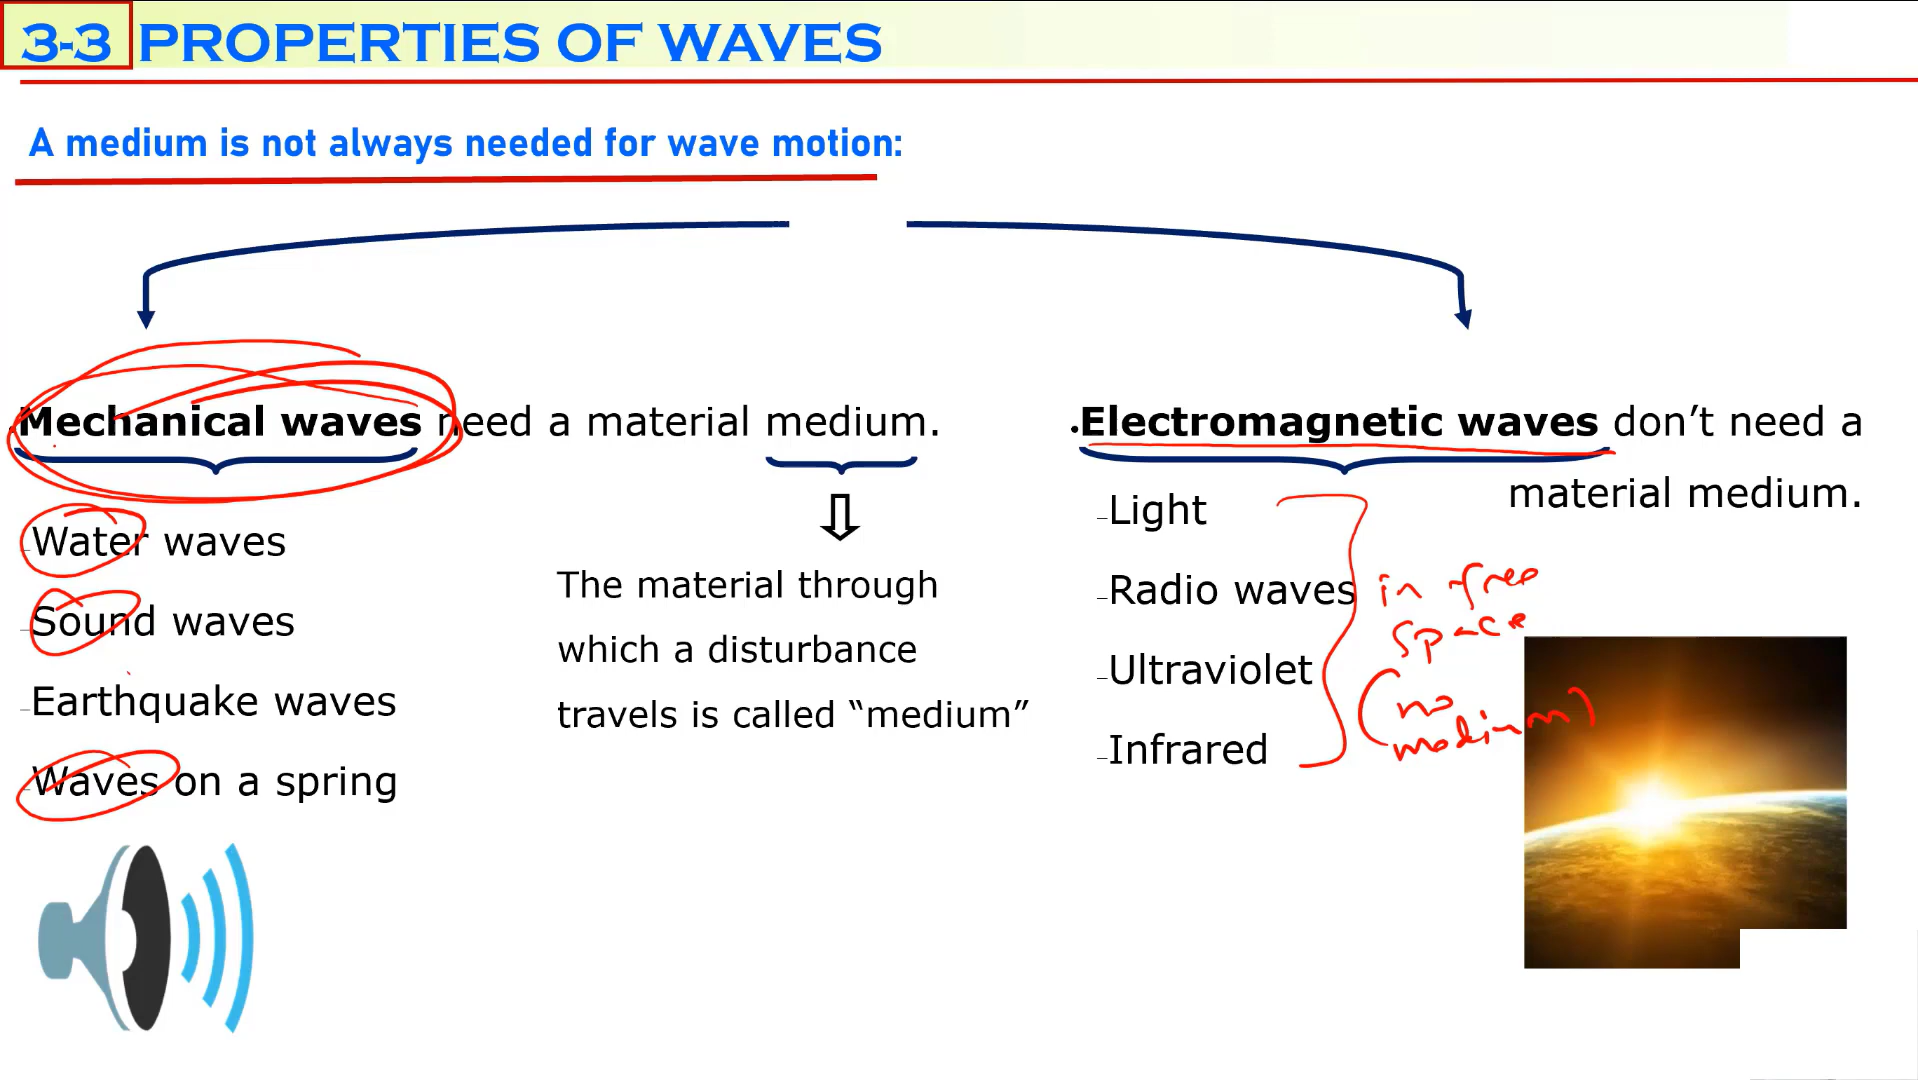 3-3 PROPERTIES OF WAVES
A medium is not always needed for wave motion:
Mechanical waves need a material medium.
–Water waves
–Sound waves
–Earthquake waves
–Waves on a spring
The material through
which a disturbance
travels is called “medium”
•Electromagnetic waves don’t need a
material medium.
–Light
–Radio waves
–Ultraviolet
–Infrared
in free
space
(no
medium)